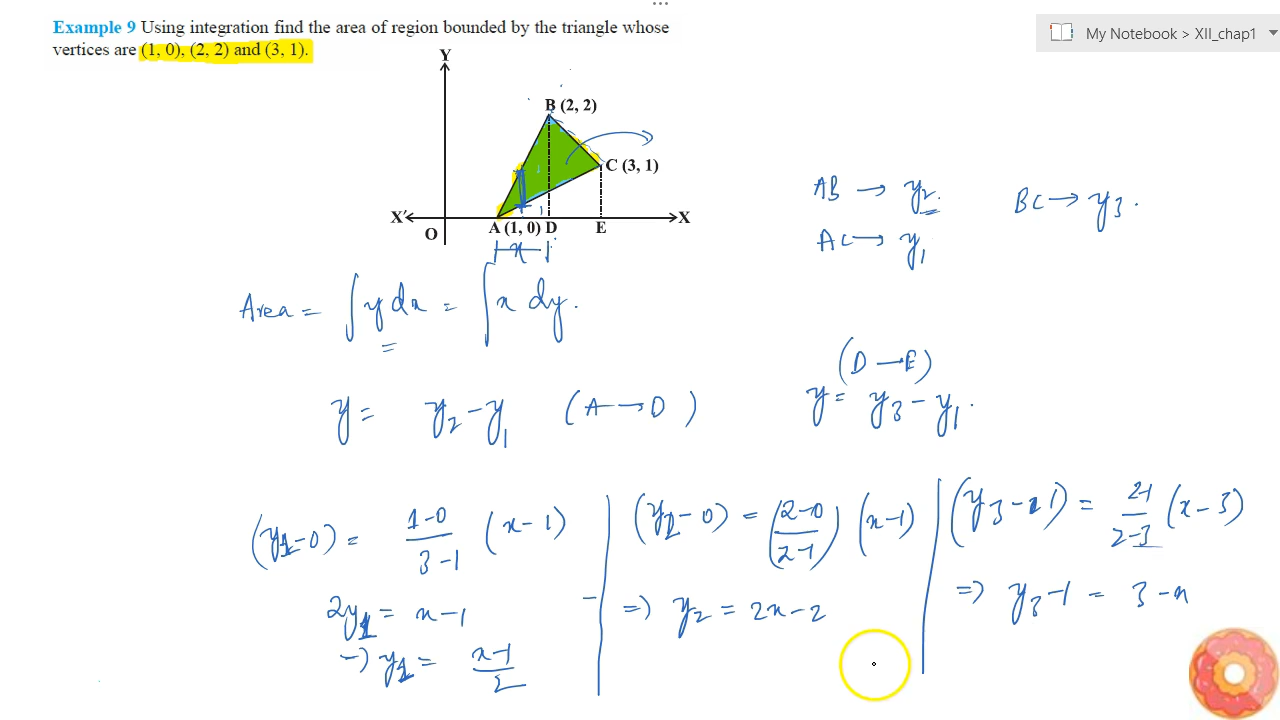 Example 9 Using integration find the area of region bounded by the triangle whose
vertices are (1, 0), (2, 2) and (3, 1).
My Notebook > XII_chap1
Y
B (2, 2)
C (3, 1)
X′
X
O
A (1, 0) D
E
x
AB → y2
BC → y3.
AC → y1
Area = ∫ y dx = ∫ x dy.
(D → E)
y = y2 - y1 (A → D)
y = y3 - y1.
(y1 - 0) = 1-0/3-1 (x - 1)
(y2 - 0) = (2-0/2-1) (x-1)
(y3 - 1) = 2-1/2-3 (x - 3)
2y1 = x - 1
=> y2 = 2x - 2
=> y3 - 1 = 3 - x
→ y1 = x-1/2